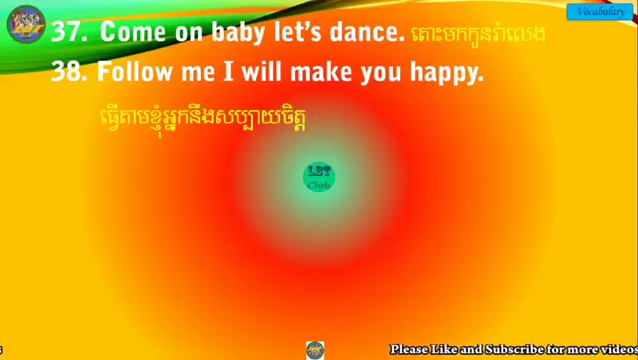 Vocabulary
37. Come on baby let's dance. តោះមកកូនរាំលេង
38. Follow me I will make you happy.
ធ្វើតាមខ្ញុំអ្នកនឹងសប្បាយចិត្ត
LBT
Club
Please Like and Subscribe for more videos